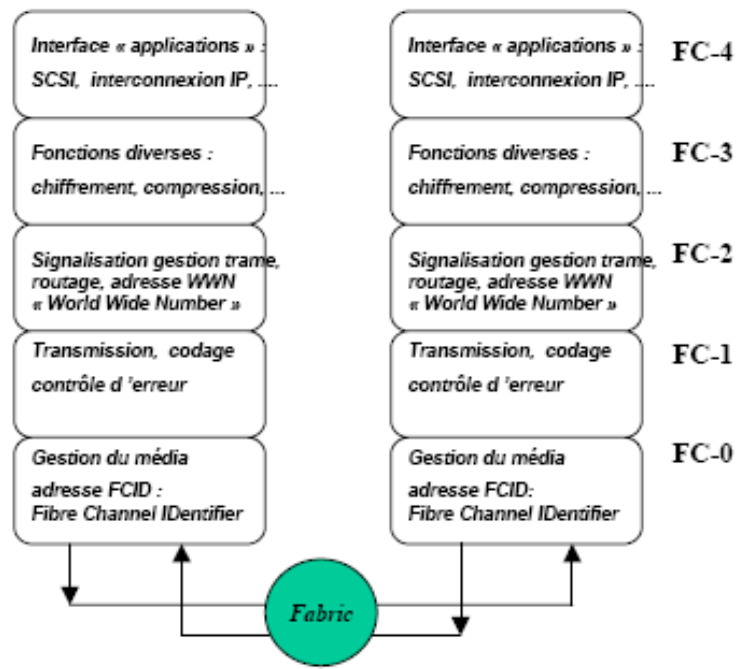 Interface « applications » :
SCSI, interconnexion IP, ....
Interface « applications » :
SCSI, interconnexion IP, ....
FC-4
Fonctions diverses :
chiffrement, compression, ...
Fonctions diverses :
chiffrement, compression, ...
FC-3
Signalisation gestion trame,
routage, adresse WWN
« World Wide Number »
Signalisation gestion trame,
routage, adresse WWN
« World Wide Number »
FC-2
Transmission, codage
contrôle d 'erreur
Transmission, codage
contrôle d 'erreur
FC-1
Gestion du média
adresse FCID :
Fibre Channel IDentifier
Gestion du média
adresse FCID:
Fibre Channel IDentifier
FC-0
Fabric